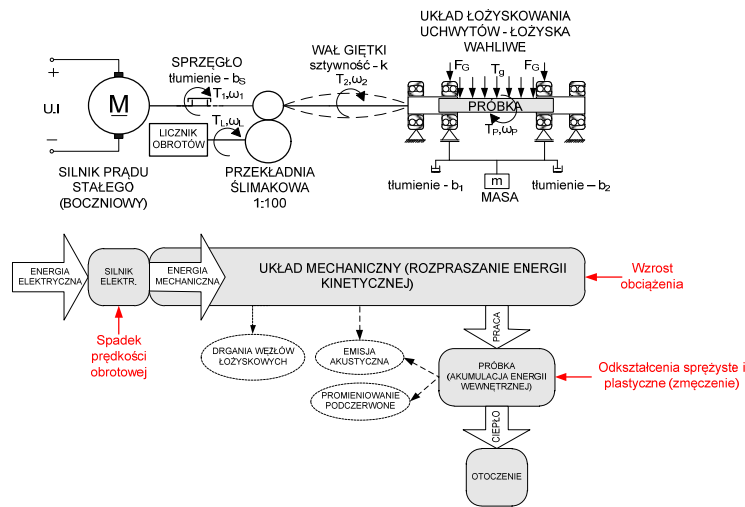 UKŁAD ŁOŻYSKOWANIA
UCHWYTÓW - ŁOŻYSKA
WAHLIWE
SPRZĘGŁO
tłumienie - bS
T1,ω1
WAŁ GIĘTKI
sztywność - k
T2,ω2
FG
Tg
FG
+
U.I
–
M
PRÓBKA
TP,ωP
LICZNIK
OBROTÓW
TL,ωL
SILNIK PRĄDU
STAŁEGO
(BOCZNIOWY)
PRZEKŁADNIA
ŚLIMAKOWA
1:100
tłumienie - b1
m
MASA
tłumienie – b2
ENERGIA
ELEKTRYCZNA
SILNIK
ELEKTR.
ENERGIA
MECHANICZNA
UKŁAD MECHANICZNY (ROZPRASZANIE ENERGII
KINETYCZNEJ)
Wzrost
obciążenia
Spadek
prędkości
obrotowej
DRGANIA WĘZŁÓW
ŁOŻYSKOWYCH
EMISJA
AKUSTYCZNA
PRACA
PRÓBKA
(AKUMULACJA ENERGII
WEWNĘTRZNEJ)
Odkształcenia sprężyste i
plastyczne (zmęczenie)
PROMIENIOWANIE
PODCZERWONE
CIEPŁO
OTOCZENIE